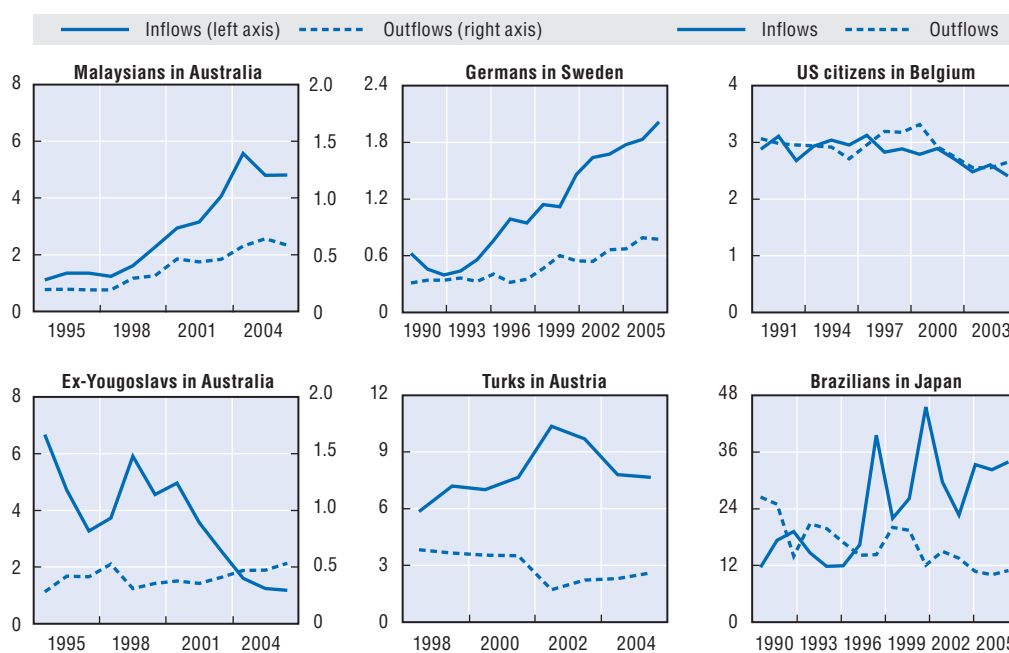 Inflows (left axis) Outflows (right axis) Inflows Outflows
Malaysians in Australia
8 2.0
6 1.5
4 1.0
2 0.5
0 0
1995 1998 2001 2004
Germans in Sweden
2.4
1.8
1.2
0.6
0
1990 1993 1996 1999 2002 2005
US citizens in Belgium
4
3
2
1
0
1991 1994 1997 2000 2003
Ex-Yougoslavs in Australia
8 2.0
6 1.5
4 1.0
2 0.5
0 0
1995 1998 2001 2004
Turks in Austria
12
9
6
3
0
1998 2000 2002 2004
Brazilians in Japan
48
36
24
12
0
1990 1993 1996 1999 2002 2005